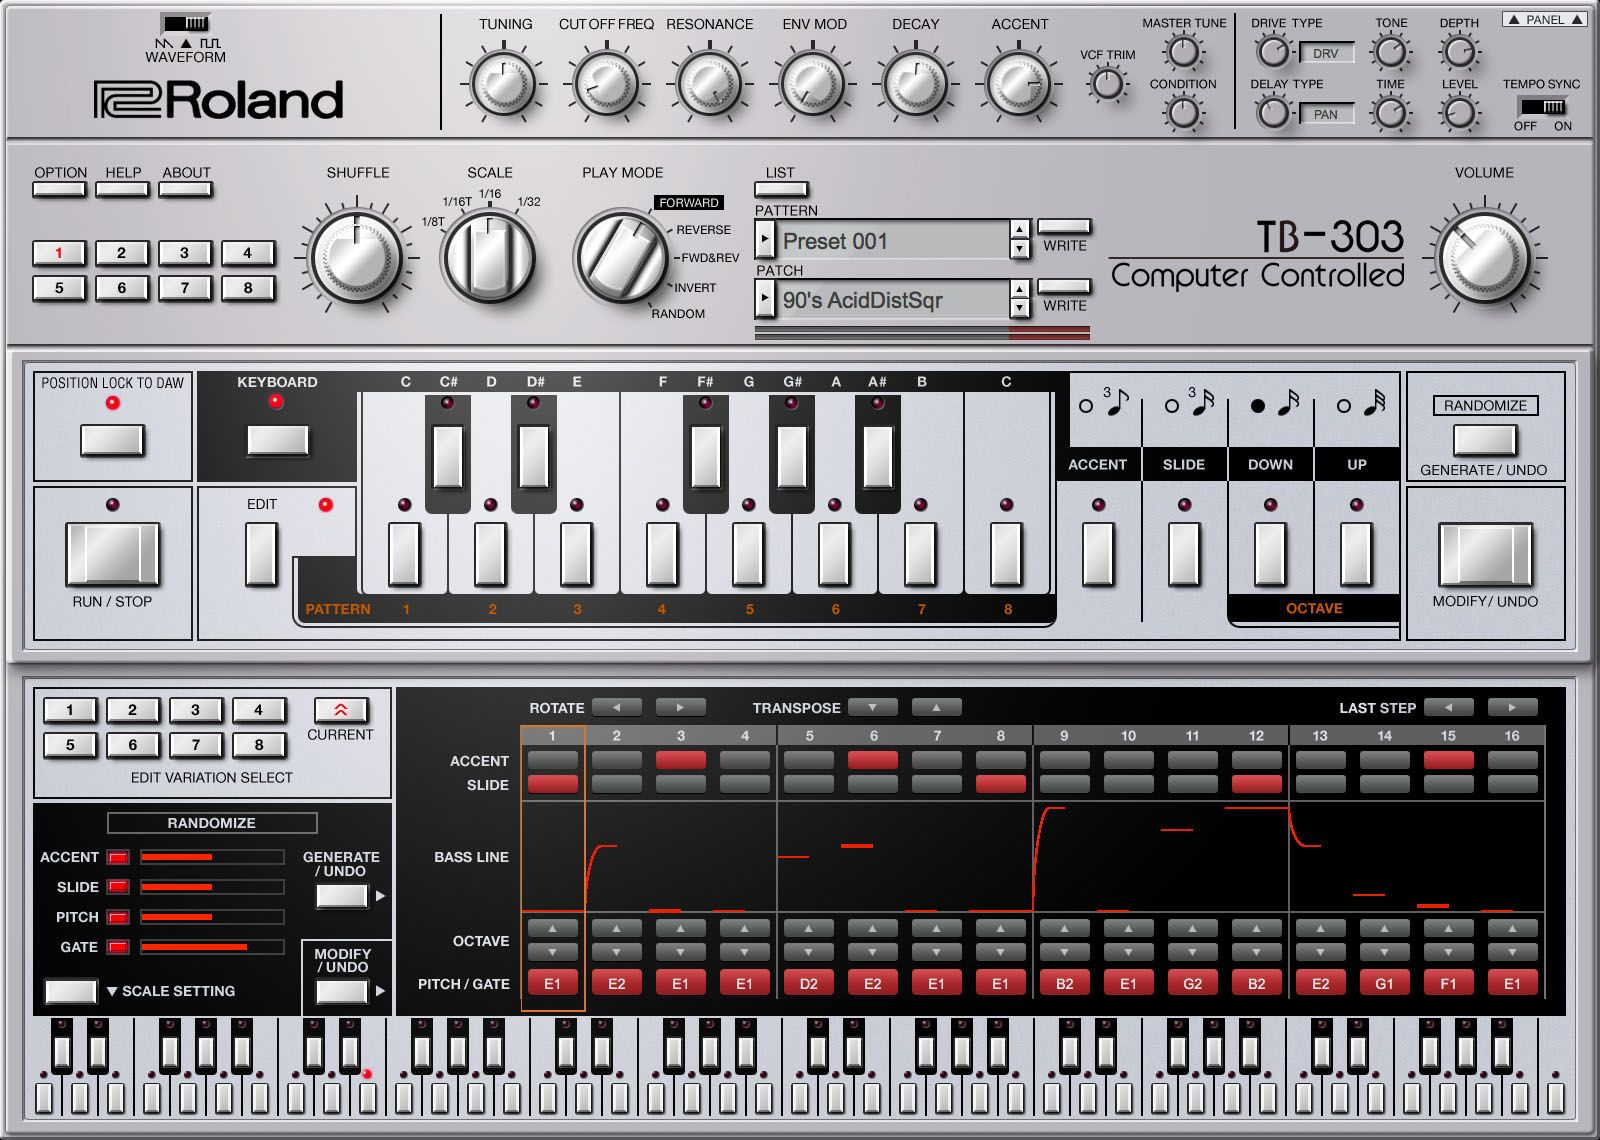 WAVEFORM
Roland
TUNING CUT OFF FREQ RESONANCE ENV MOD DECAY ACCENT
VCF TRIM
MASTER TUNE
CONDITION
DRIVE TYPE TONE DEPTH
DRV
DELAY TYPE TIME LEVEL
PAN
PANEL
TEMPO SYNC
OFF ON
OPTION HELP ABOUT
1 2 3 4
5 6 7 8
SHUFFLE
SCALE
1/8T 1/16T 1/16 1/32
PLAY MODE
FORWARD
REVERSE
FWD&REV
INVERT
RANDOM
LIST
PATTERN
Preset 001
WRITE
PATCH
90's AcidDistSqr
WRITE
TB-303
Computer Controlled
VOLUME
POSITION LOCK TO DAW
RUN / STOP
KEYBOARD
EDIT
C C# D D# E F F# G G# A A# B C
PATTERN 1 2 3 4 5 6 7 8
3 3
ACCENT SLIDE DOWN UP
OCTAVE
RANDOMIZE
GENERATE / UNDO
MODIFY / UNDO
1 2 3 4
5 6 7 8
CURRENT
EDIT VARIATION SELECT
RANDOMIZE
ACCENT
SLIDE
PITCH
GATE
GENERATE
/ UNDO
MODIFY
/ UNDO
SCALE SETTING
ROTATE TRANSPOSE LAST STEP
1 2 3 4 5 6 7 8 9 10 11 12 13 14 15 16
ACCENT
SLIDE
BASS LINE
OCTAVE
PITCH / GATE E1 E2 E1 E1 D2 E2 E1 E1 B2 E1 G2 B2 E2 G1 F1 E1